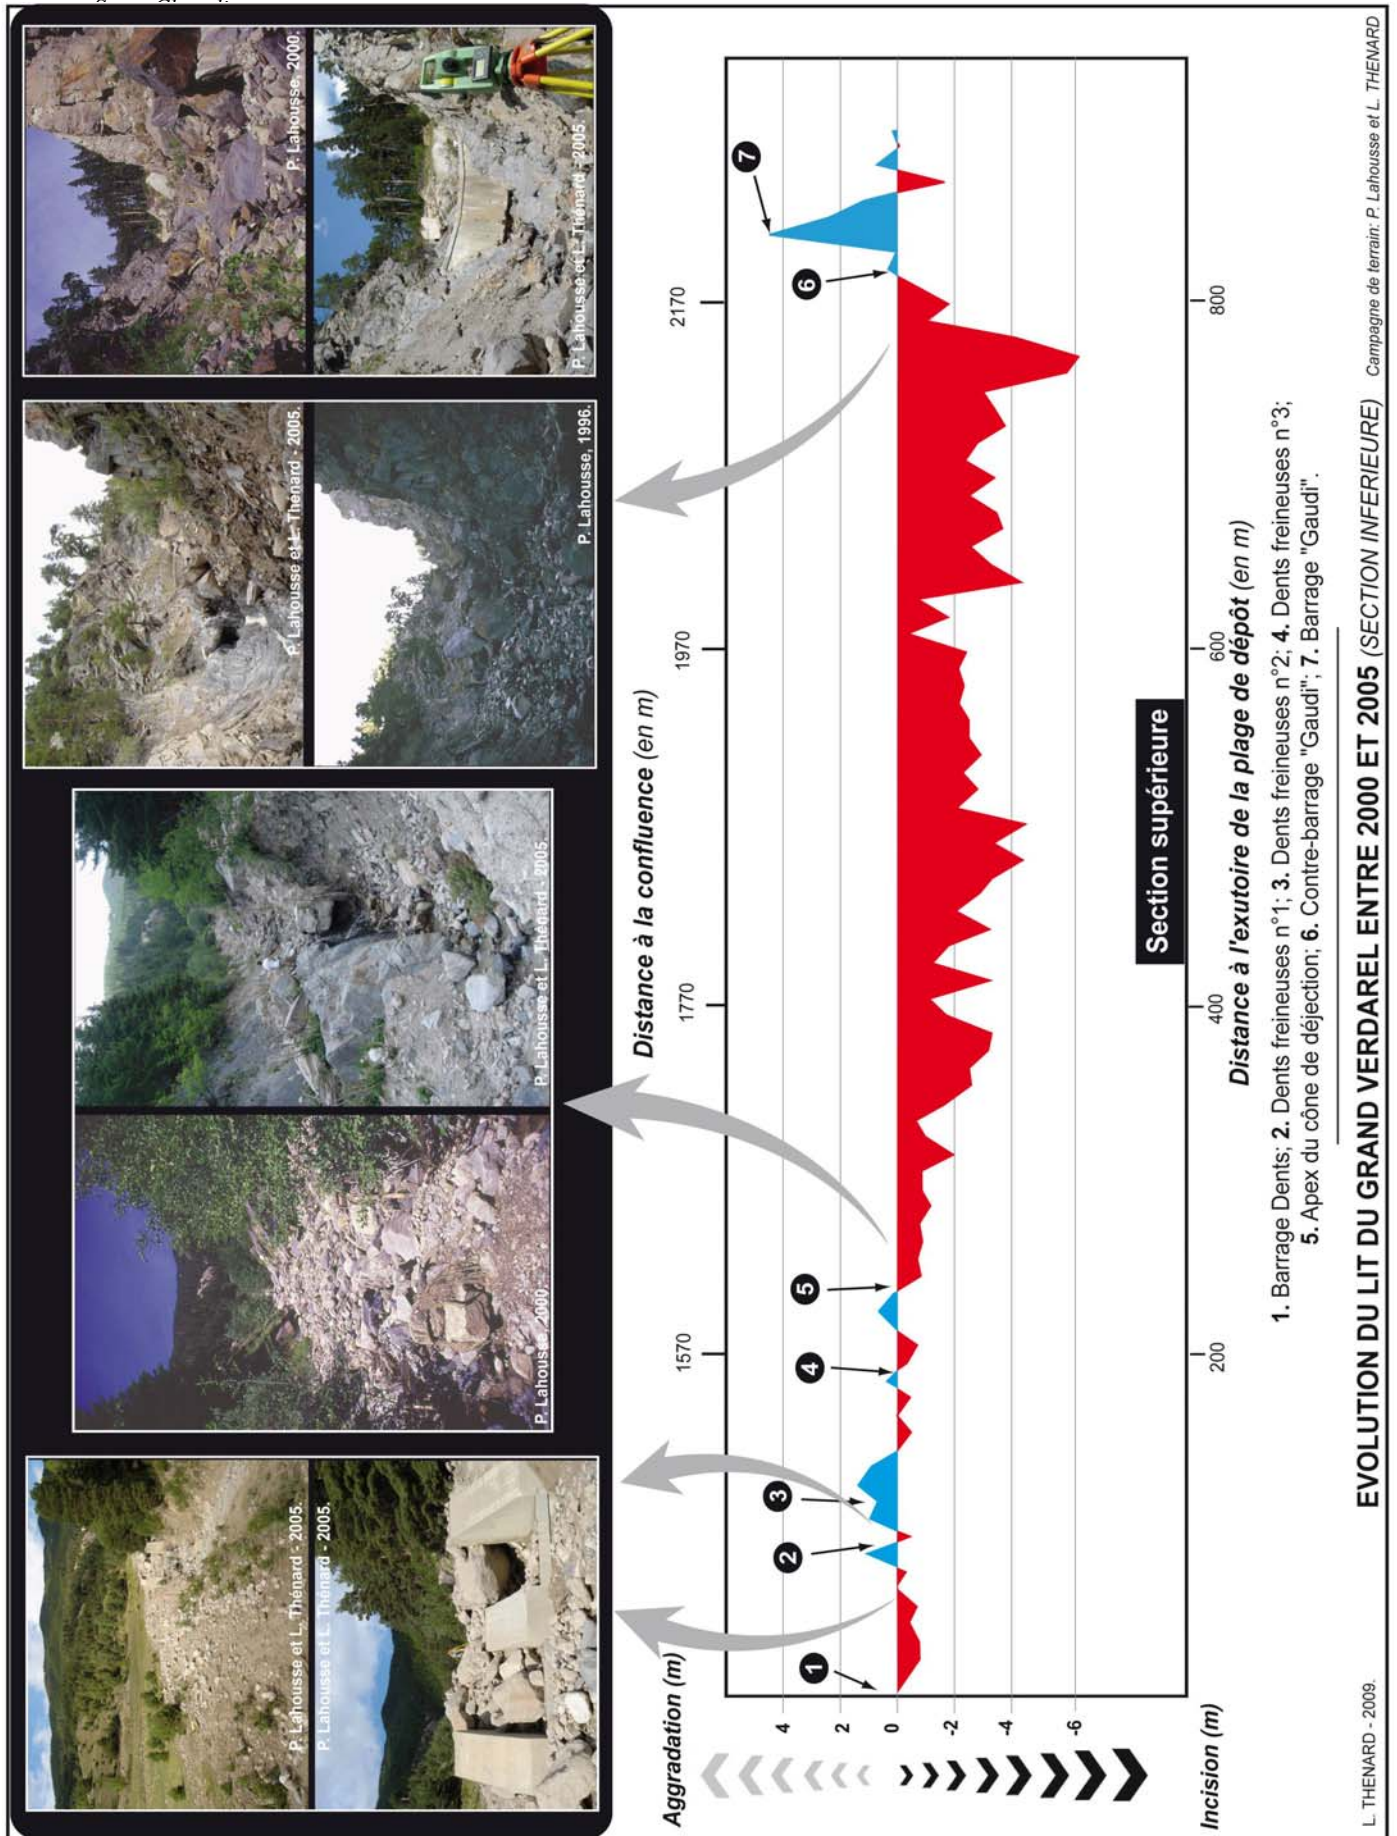 P. Lahousse et L. Thénard - 2005.
P. Lahousse et L. Thénard - 2005.
P. Lahousse, 2000.
P. Lahousse et L. Thénard - 2005.
P. Lahousse et L. Thénard - 2005.
P. Lahousse, 1996.
P. Lahousse, 2000.
P. Lahousse et L. Thénard - 2005.
Distance à la confluence (en m)
1570
1770
1970
2170
Aggradation (m)
4
2
0
-2
-4
-6
Incision (m)
1
2
3
4
5
6
7
Section supérieure
200
400
600
800
Distance à l'exutoire de la plage de dépôt (en m)
1. Barrage Dents; 2. Dents freineuses n°1; 3. Dents freineuses n°2; 4. Dents freineuses n°3;
5. Apex du cône de déjection; 6. Contre-barrage "Gaudi"; 7. Barrage "Gaudi".
L. THENARD - 2009.
EVOLUTION DU LIT DU GRAND VERDAREL ENTRE 2000 ET 2005 (SECTION INFERIEURE)
Campagne de terrain: P. Lahousse et L. THENARD